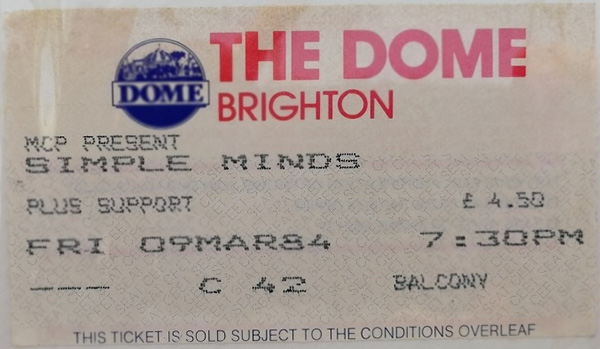 THE DOME
DOME
BRIGHTON
MCP PRESENT
SIMPLE MINDS
PLUS SUPPORT £ 4.50
FRI 09MAR84 7:30PM
--- C 42 BALCONY
THIS TICKET IS SOLD SUBJECT TO THE CONDITIONS OVERLEAF